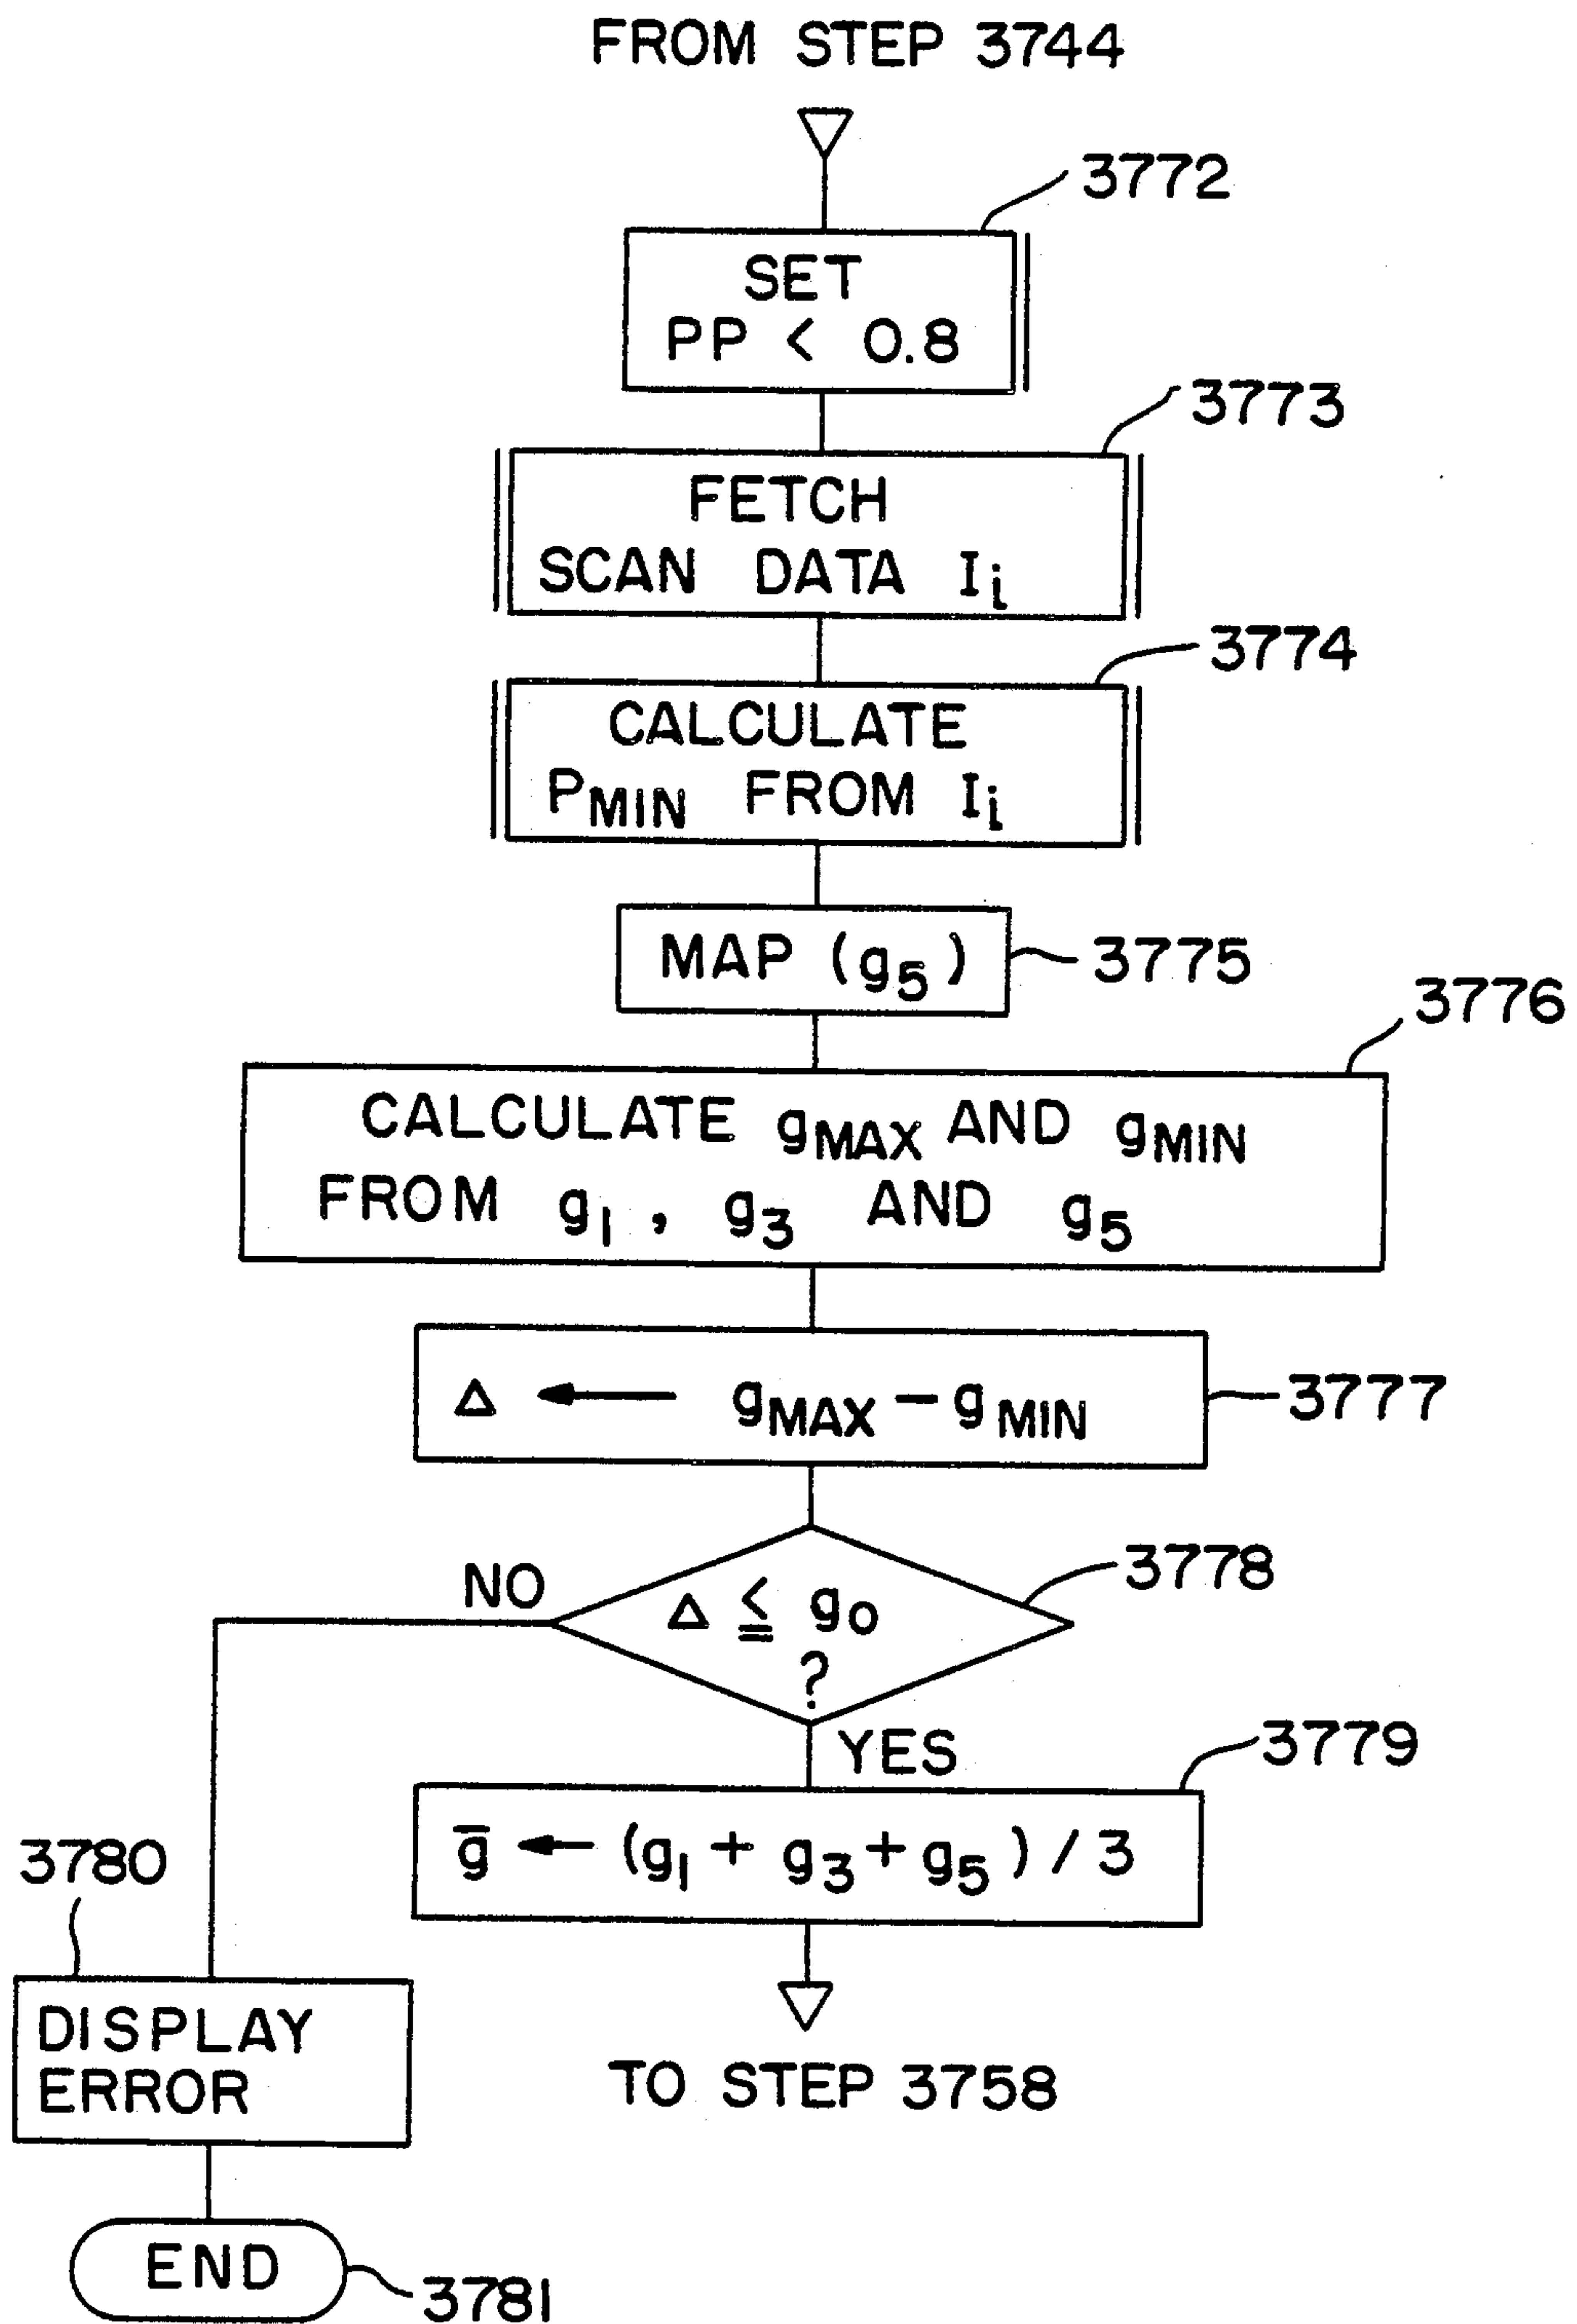 FROM STEP 3744
3772
SET
PP < 0.8
3773
FETCH
SCAN DATA Ii
3774
CALCULATE
PMIN FROM Ii
MAP (g5)
3775
3776
CALCULATE gMAX AND gMIN
FROM g1, g3 AND g5
Δ ← gMAX − gMIN
3777
NO
Δ ≦ g0
?
3778
YES
3779
g̅ ← (g1 + g3 + g5) / 3
3780
DISPLAY
ERROR
TO STEP 3758
END
3781